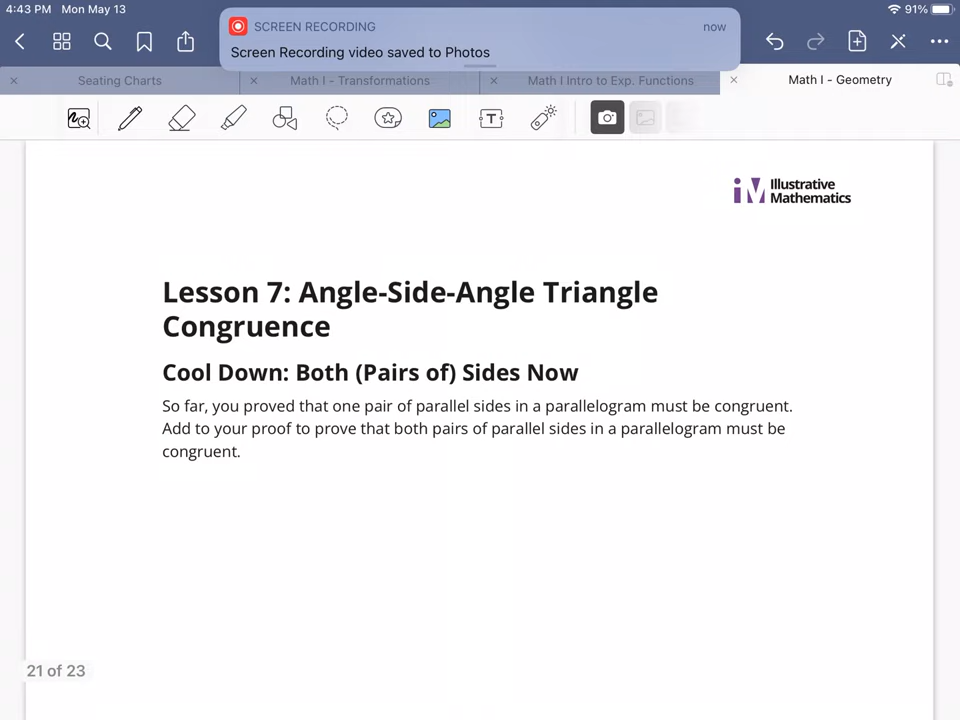 4:43 PM Mon May 13
91%
SCREEN RECORDING
now
Screen Recording video saved to Photos
Seating Charts
Math I - Transformations
Math I Intro to Exp. Functions
Math I - Geometry
T
Illustrative
Mathematics
Lesson 7: Angle-Side-Angle Triangle
Congruence
Cool Down: Both (Pairs of) Sides Now
So far, you proved that one pair of parallel sides in a parallelogram must be congruent.
Add to your proof to prove that both pairs of parallel sides in a parallelogram must be
congruent.
21 of 23